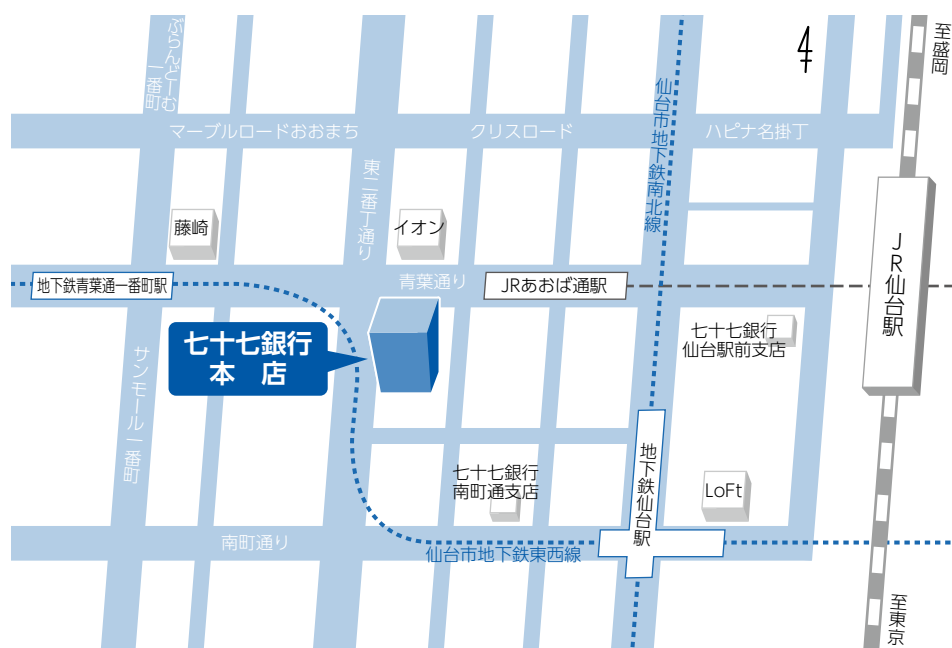 至盛岡
ぶらんどーむ
一番町
マーブルロードおおまち
クリスロード
ハピナ名掛丁
仙台市地下鉄南北線
東二番丁通り
藤崎
イオン
JR仙台駅
青葉通り
地下鉄青葉通一番町駅
JRあおば通駅
七十七銀行
本店
七十七銀行
仙台駅前支店
サンモール一番町
七十七銀行
南町通支店
地下鉄仙台駅
LoFt
南町通り
仙台市地下鉄東西線
至東京